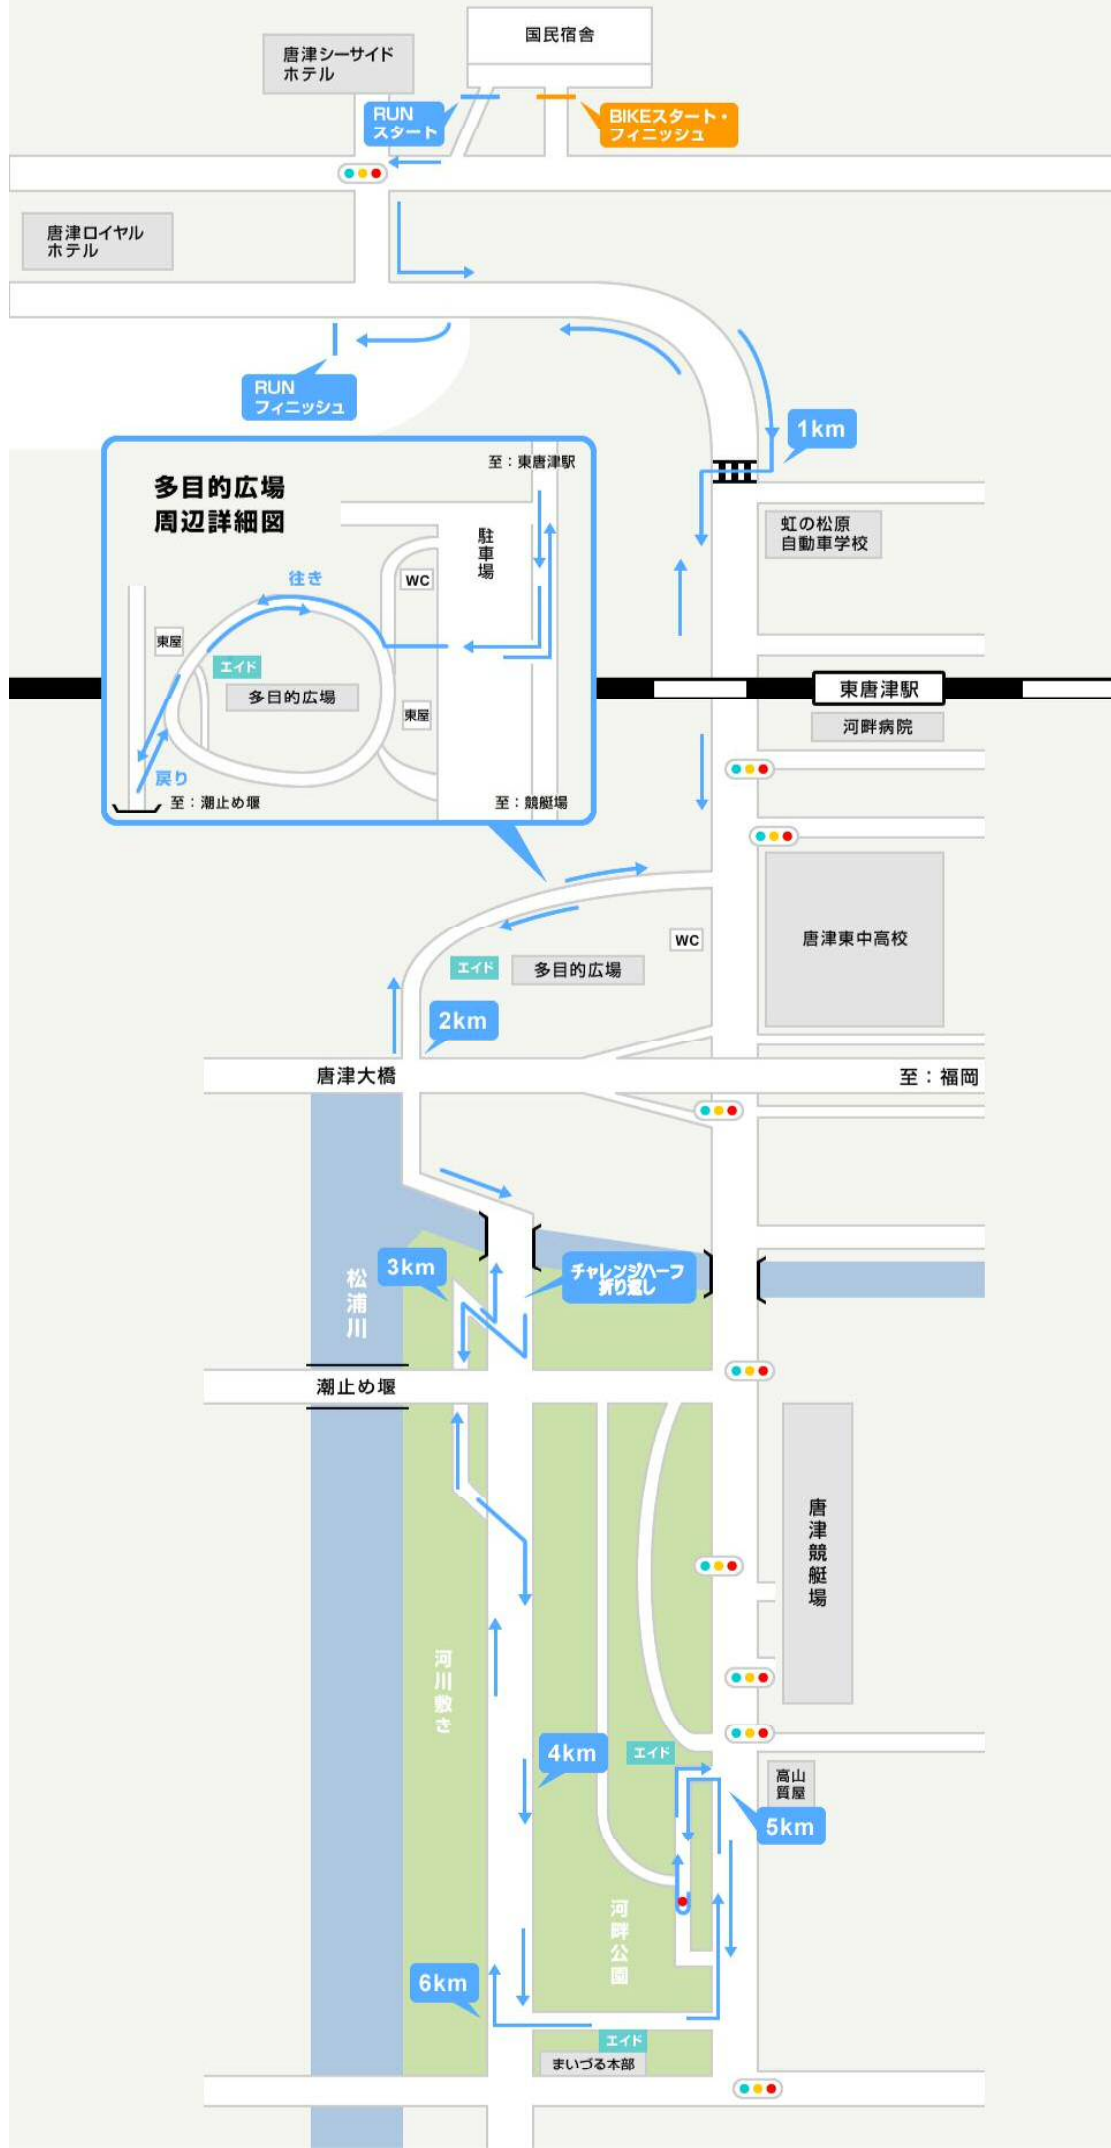 国民宿舎
唐津シーサイド
ホテル
RUN
スタート
BIKEスタート・
フィニッシュ
唐津ロイヤル
ホテル
RUN
フィニッシュ
1km
多目的広場
周辺詳細図
至：東唐津駅
駐車場
WC
往き
東屋
エイド
多目的広場
東屋
戻り
至：潮止め堰
至：競艇場
虹の松原
自動車学校
東唐津駅
河畔病院
唐津東中高校
WC
エイド
多目的広場
2km
唐津大橋
至：福岡
3km
チャレンジハーフ
折り返し
松浦川
潮止め堰
唐津競艇場
河川敷き
4km
エイド
高山
質屋
5km
河畔公園
6km
エイド
まいづる本部